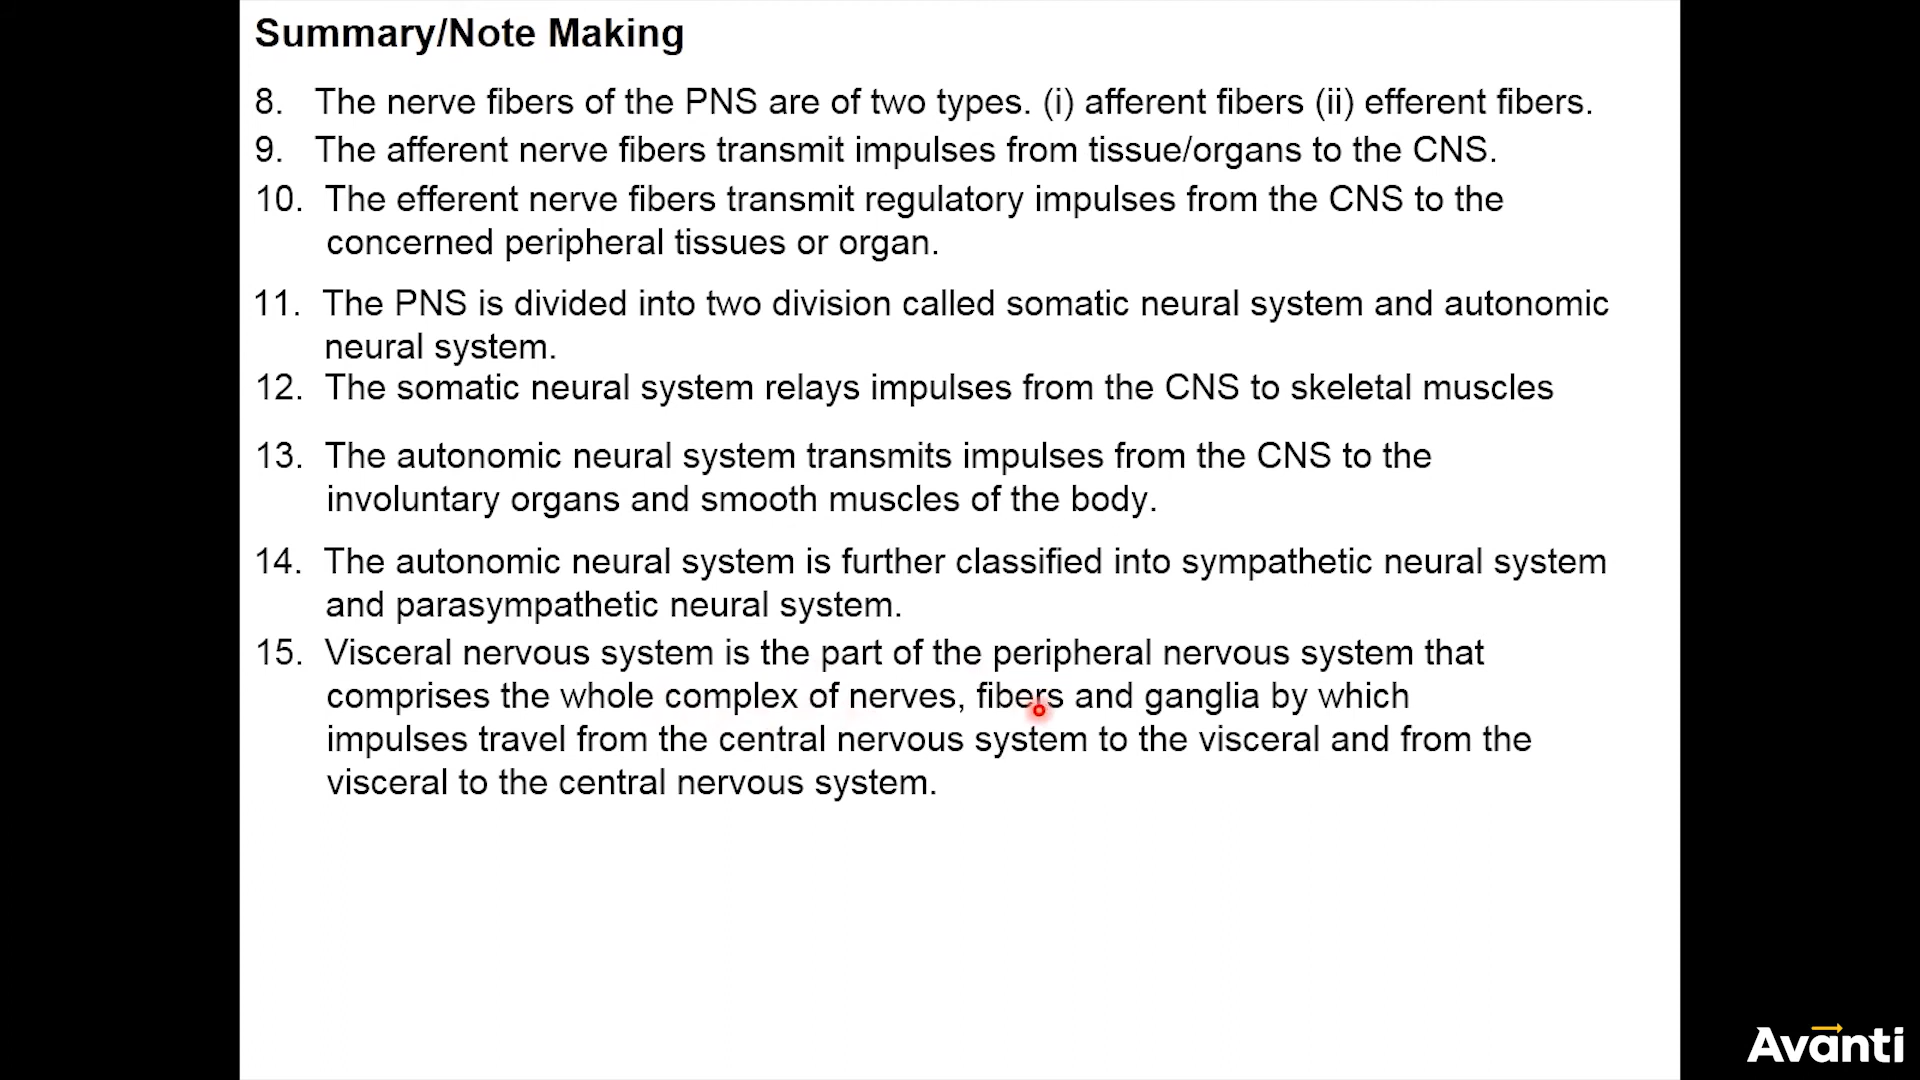 Summary/Note Making
8. The nerve fibers of the PNS are of two types. (i) afferent fibers (ii) efferent fibers.
9. The afferent nerve fibers transmit impulses from tissue/organs to the CNS.
10. The efferent nerve fibers transmit regulatory impulses from the CNS to the
concerned peripheral tissues or organ.
11. The PNS is divided into two division called somatic neural system and autonomic
neural system.
12. The somatic neural system relays impulses from the CNS to skeletal muscles
13. The autonomic neural system transmits impulses from the CNS to the
involuntary organs and smooth muscles of the body.
14. The autonomic neural system is further classified into sympathetic neural system
and parasympathetic neural system.
15. Visceral nervous system is the part of the peripheral nervous system that
comprises the whole complex of nerves, fibers and ganglia by which
impulses travel from the central nervous system to the visceral and from the
visceral to the central nervous system.
Avanti